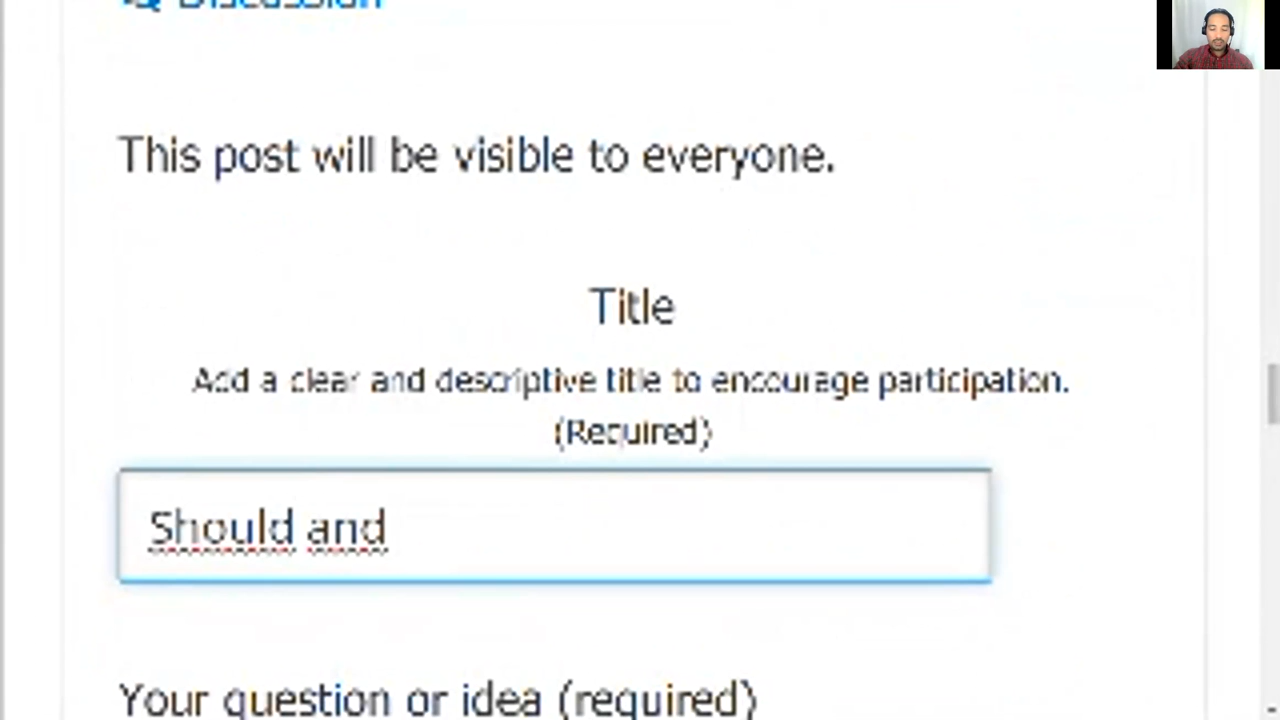 Discussion
This post will be visible to everyone.
Title
Add a clear and descriptive title to encourage participation.
(Required)
Should and
Your question or idea (required)